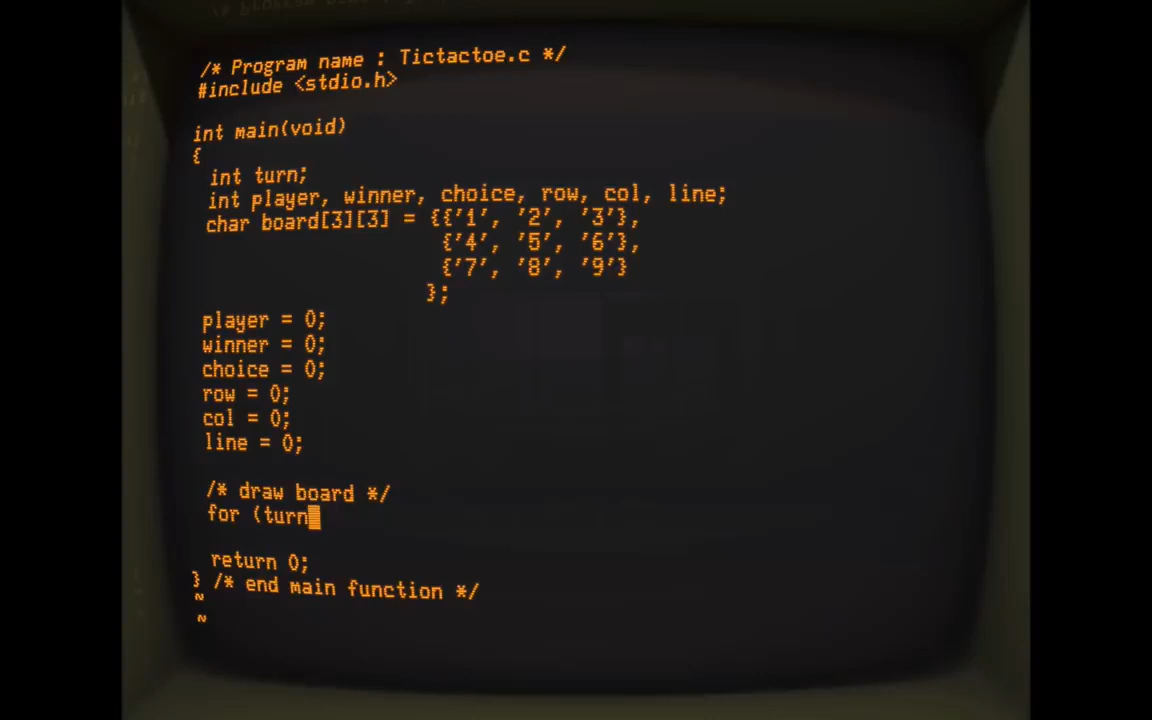 /* Program name : Tictactoe.c */
#include <stdio.h>
int main(void)
{
int turn;
int player, winner, choice, row, col, line;
char board[3][3] = {{'1', '2', '3'},
{'4', '5', '6'},
{'7', '8', '9'}
};
player = 0;
winner = 0;
choice = 0;
row = 0;
col = 0;
line = 0;
/* draw board */
for (turn
return 0;
} /* end main function */
~
~